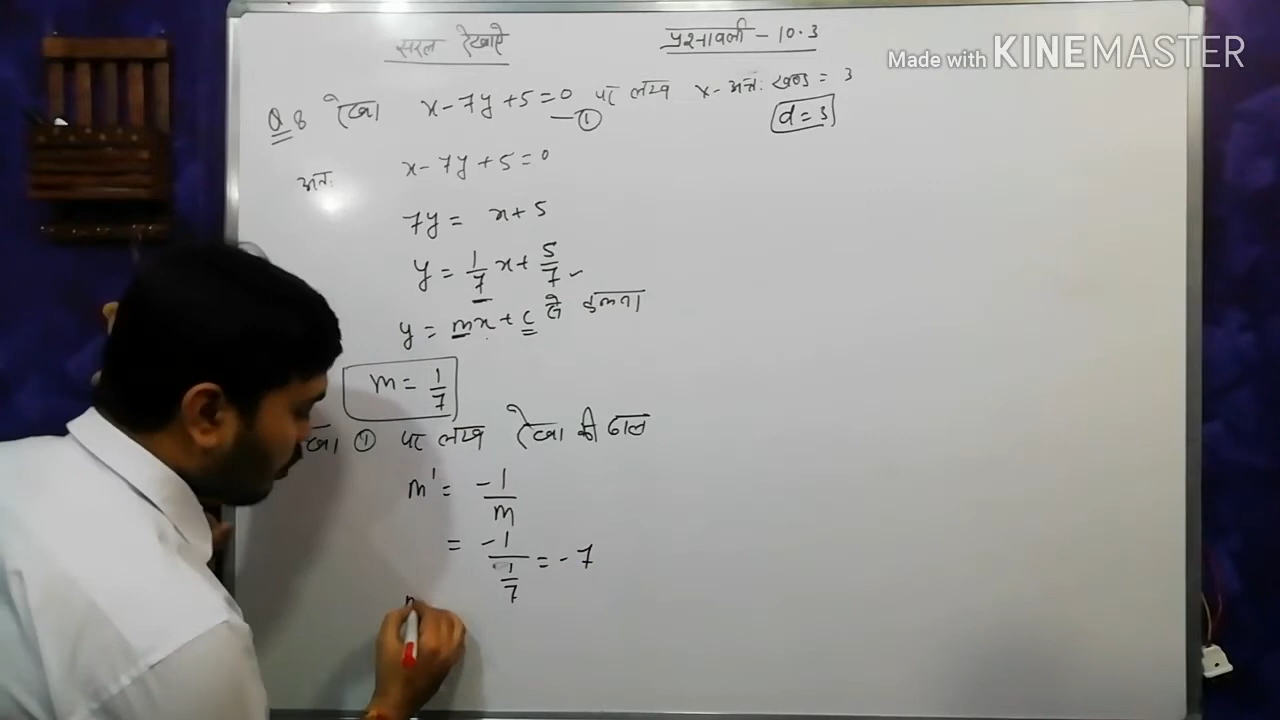 सरल रेखाऐ
प्रश्नावली - 10.3
Made with KINEMASTER
Q 8 रेखा x - 7y + 5 = 0 पर लम्ब x - अन्तः खण्ड = 3
— ①
d = 3
अतः x - 7y + 5 = 0
7y = x + 5
y = 1/7 x + 5/7
y = mx + c से तुलना
m = 1/7
रेखा ① पर लम्ब रेखा की ढाल
m' = -1/m
= -1/(1/7) = -7